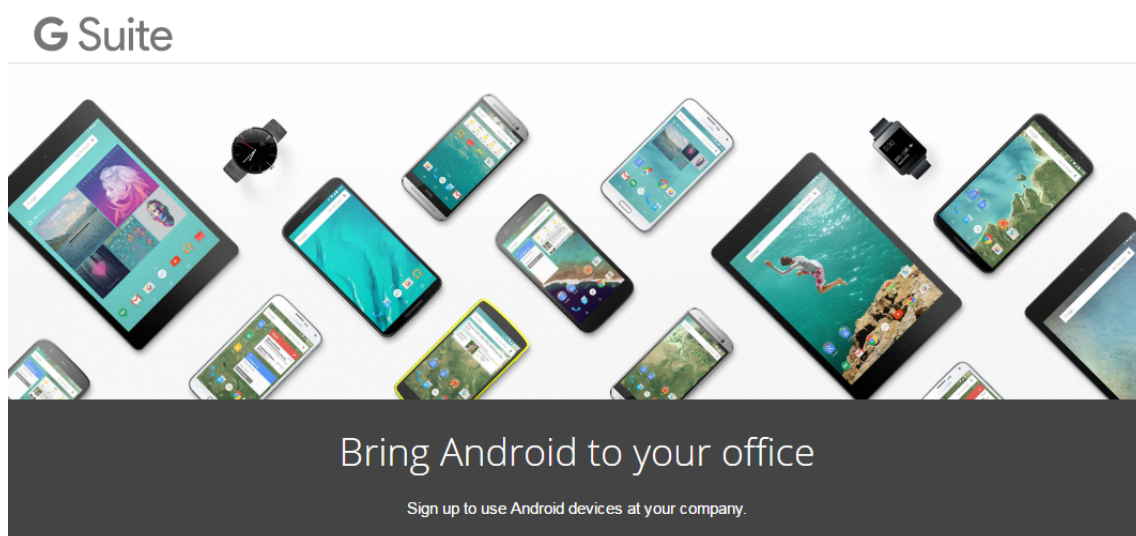 G Suite
Bring Android to your office
Sign up to use Android devices at your company.